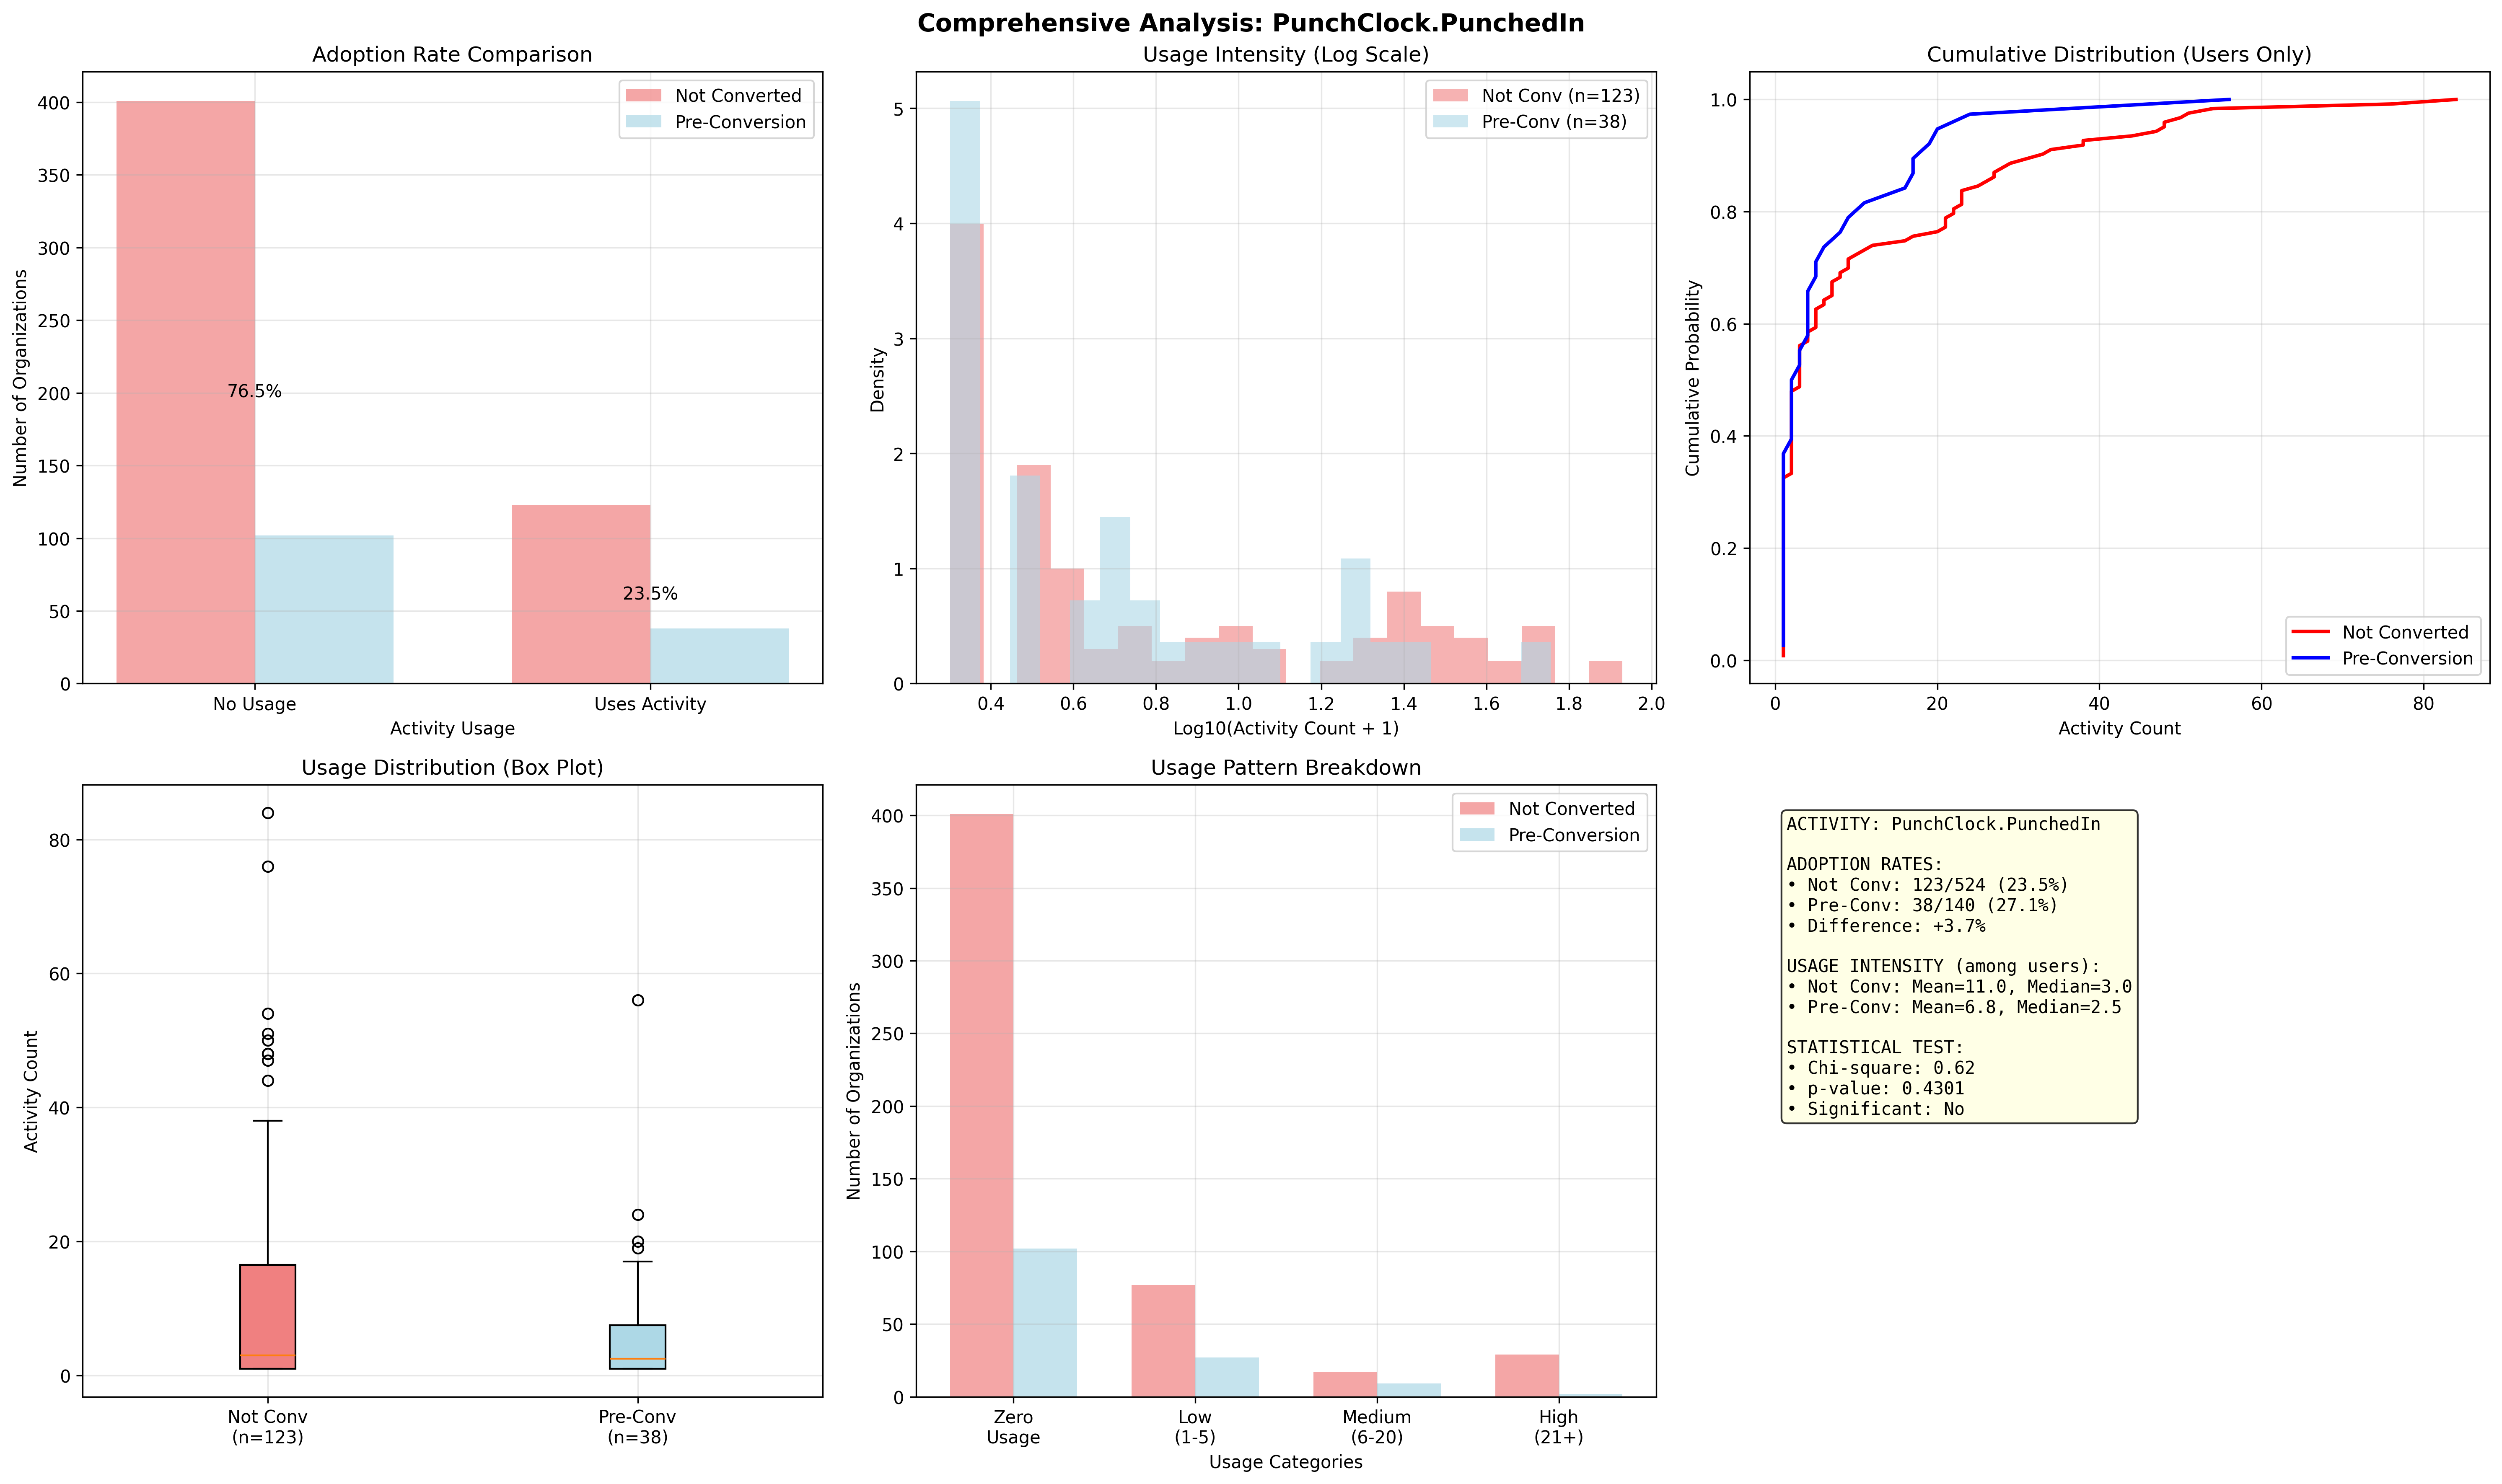 Comprehensive Analysis: PunchClock.PunchedIn
Adoption Rate Comparison
Number of Organizations
400
350
300
250
200
150
100
50
0
76.5%
23.5%
Not Converted
Pre-Conversion
No Usage
Uses Activity
Activity Usage
Usage Intensity (Log Scale)
Density
5
4
3
2
1
0
Not Conv (n=123)
Pre-Conv (n=38)
0.4
0.6
0.8
1.0
1.2
1.4
1.6
1.8
2.0
Log10(Activity Count + 1)
Cumulative Distribution (Users Only)
Cumulative Probability
1.0
0.8
0.6
0.4
0.2
0.0
Not Converted
Pre-Conversion
0
20
40
60
80
Activity Count
Usage Distribution (Box Plot)
Activity Count
80
60
40
20
0
Not Conv
(n=123)
Pre-Conv
(n=38)
Usage Pattern Breakdown
Number of Organizations
400
350
300
250
200
150
100
50
0
Not Converted
Pre-Conversion
Zero
Usage
Low
(1-5)
Medium
(6-20)
High
(21+)
Usage Categories
ACTIVITY: PunchClock.PunchedIn
ADOPTION RATES:
• Not Conv: 123/524 (23.5%)
• Pre-Conv: 38/140 (27.1%)
• Difference: +3.7%
USAGE INTENSITY (among users):
• Not Conv: Mean=11.0, Median=3.0
• Pre-Conv: Mean=6.8, Median=2.5
STATISTICAL TEST:
• Chi-square: 0.62
• p-value: 0.4301
• Significant: No